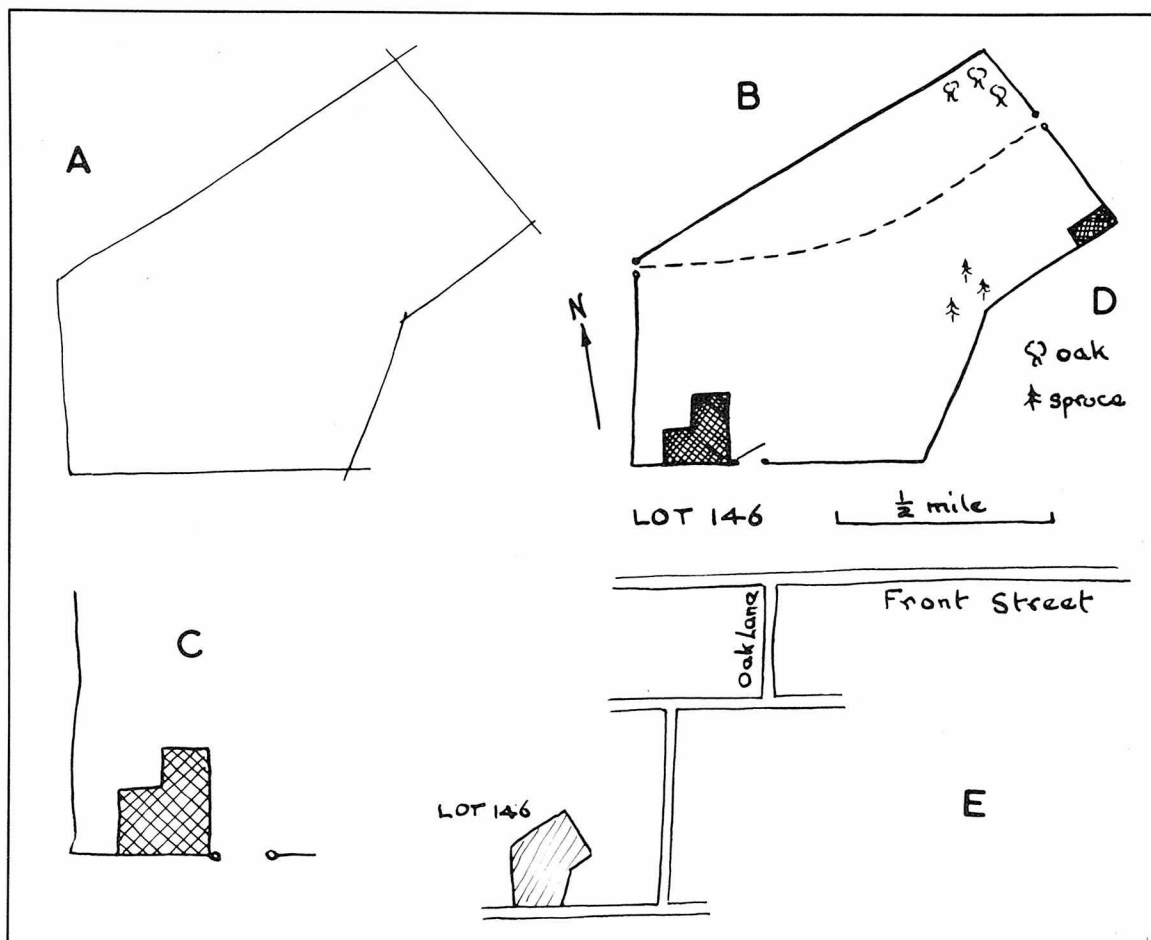 A
B
N
D
oak
spruce
LOT 146
½ mile
Front Street
Oak Lane
C
LOT 146
E